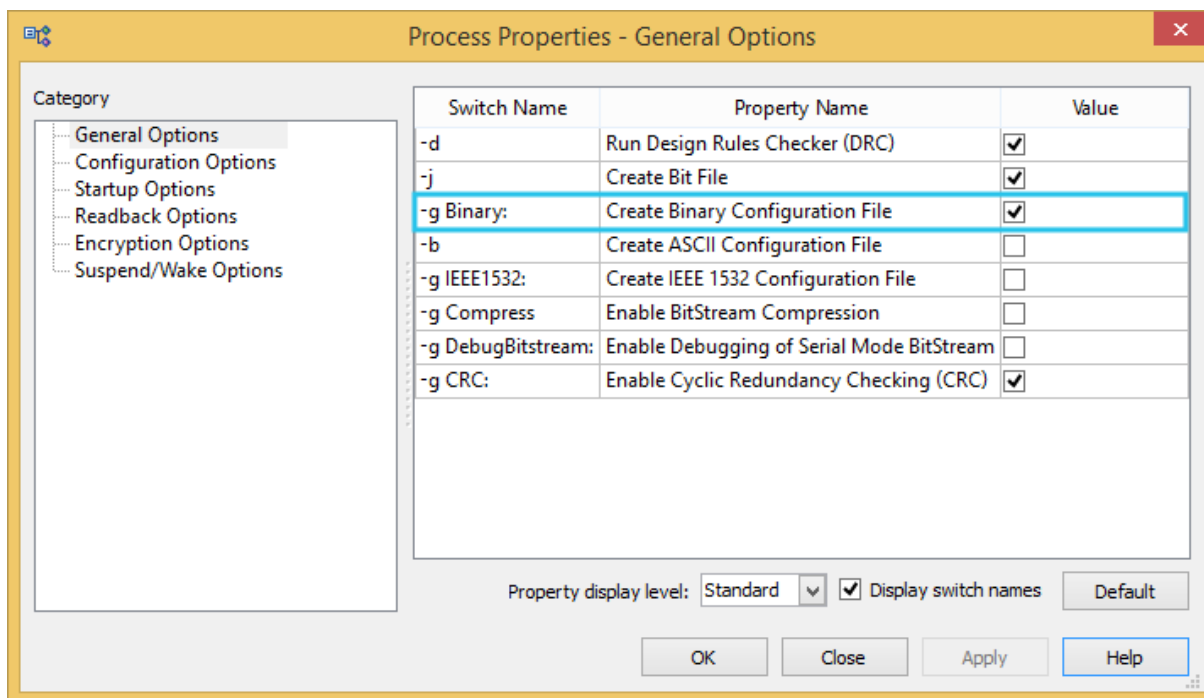 Process Properties - General Options
Category
General Options
Configuration Options
Startup Options
Readback Options
Encryption Options
Suspend/Wake Options
Switch Name Property Name Value
-d Run Design Rules Checker (DRC)
-j Create Bit File
-g Binary: Create Binary Configuration File
-b Create ASCII Configuration File
-g IEEE1532: Create IEEE 1532 Configuration File
-g Compress Enable BitStream Compression
-g DebugBitstream: Enable Debugging of Serial Mode BitStream
-g CRC: Enable Cyclic Redundancy Checking (CRC)
Property display level: Standard Display switch names Default
OK Close Apply Help